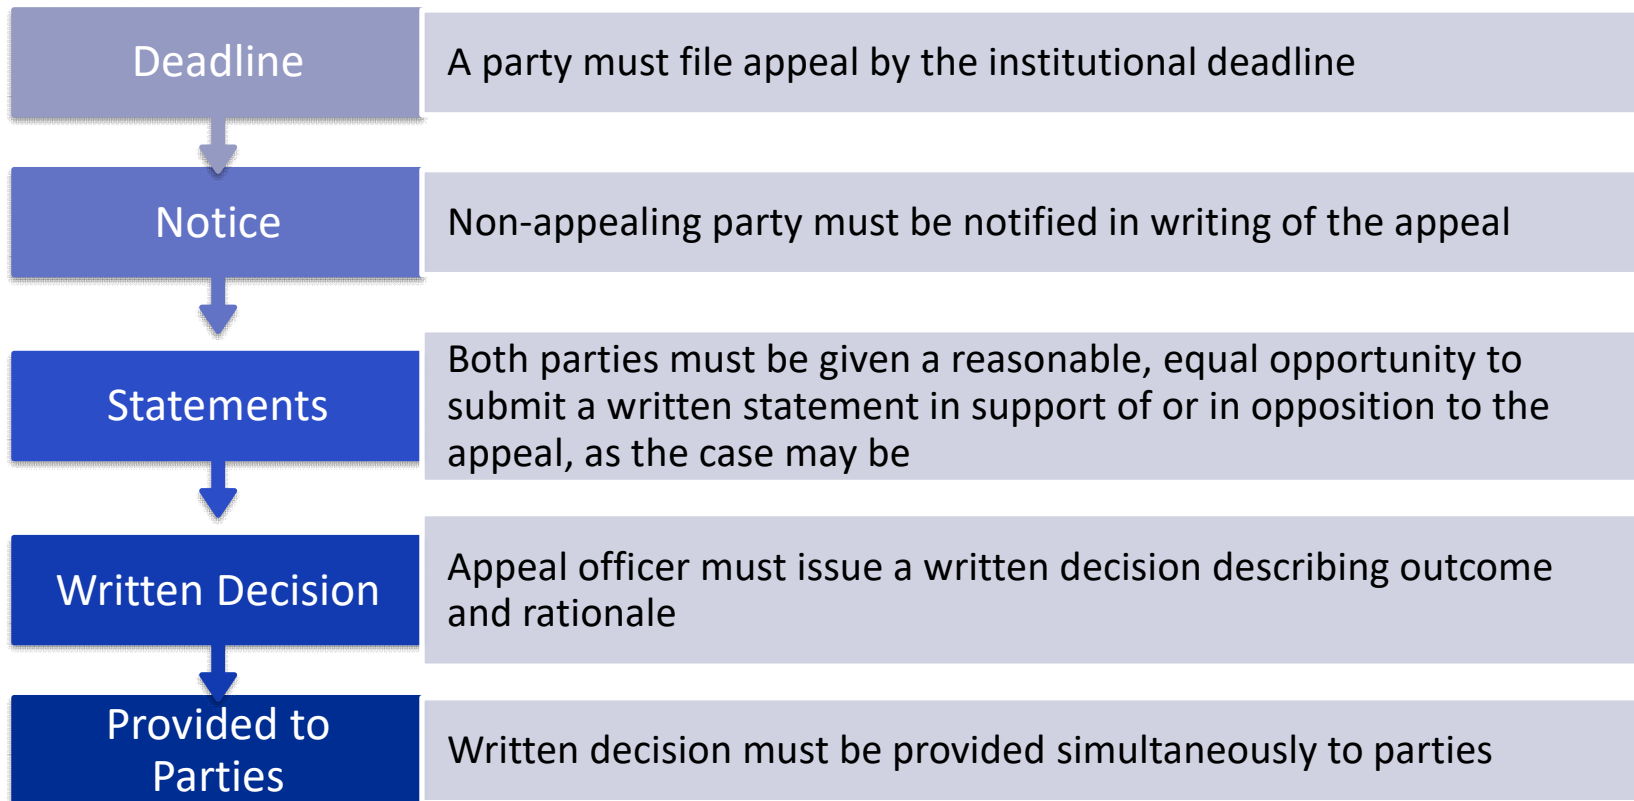 Deadline
A party must file appeal by the institutional deadline
Notice
Non-appealing party must be notified in writing of the appeal
Statements
Both parties must be given a reasonable, equal opportunity to
submit a written statement in support of or in opposition to the
appeal, as the case may be
Written Decision
Appeal officer must issue a written decision describing outcome
and rationale
Provided to
Parties
Written decision must be provided simultaneously to parties